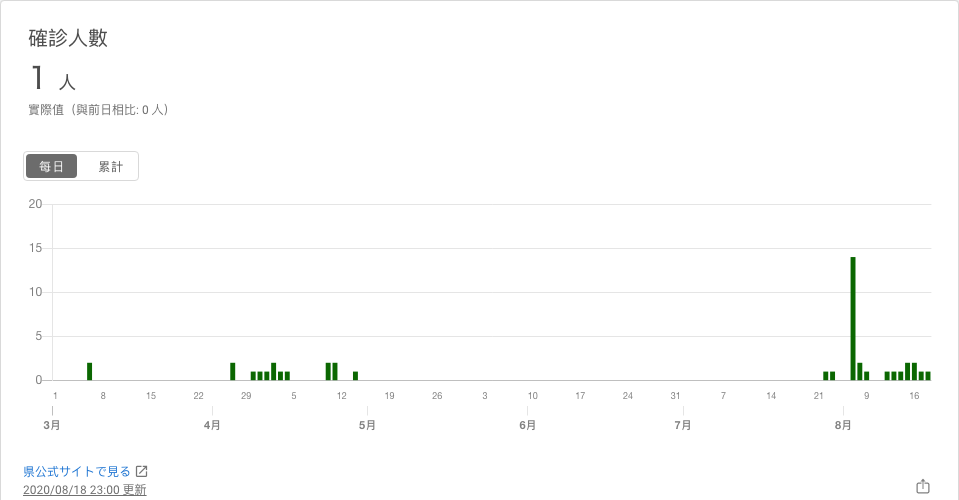 確診人數
1 人
實際值（與前日相比: 0 人）
每日 累計
20
15
10
5
0
1 8 15 22 29 5 12 19 26 3 10 17 24 31 7 14 21 9 16
3月 4月 5月 6月 7月 8月
県公式サイトで見る
2020/08/18 23:00 更新